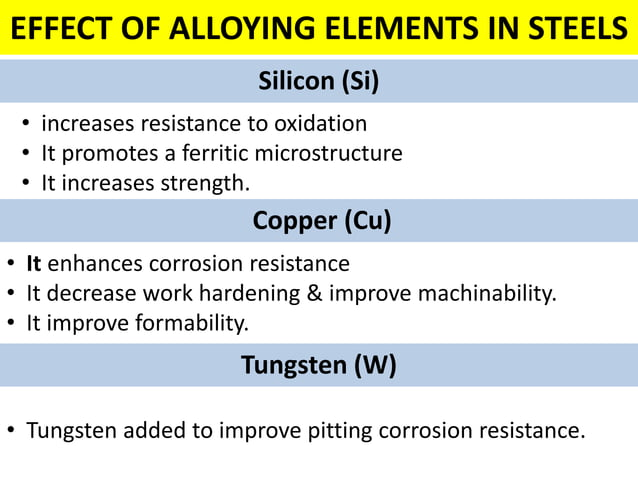 EFFECT OF ALLOYING ELEMENTS IN STEELS
Silicon (Si)
• increases resistance to oxidation
• It promotes a ferritic microstructure
• It increases strength.
Copper (Cu)
• It enhances corrosion resistance
• It decrease work hardening & improve machinability.
• It improve formability.
Tungsten (W)
• Tungsten added to improve pitting corrosion resistance.